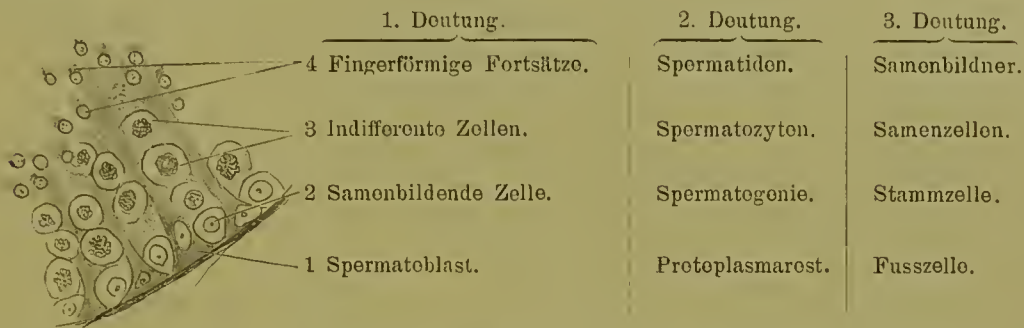 1. Deutung. 2. Deutung. 3. Deutung.
4 Fingerförmige Fortsätze. Spermatiden. Samenbildner.
3 Indifferente Zellen. Spermatozyten. Samenzellen.
2 Samenbildende Zelle. Spermatogonie. Stammzelle.
1 Spermatoblast. Protoplasmarest. Fusszelle.